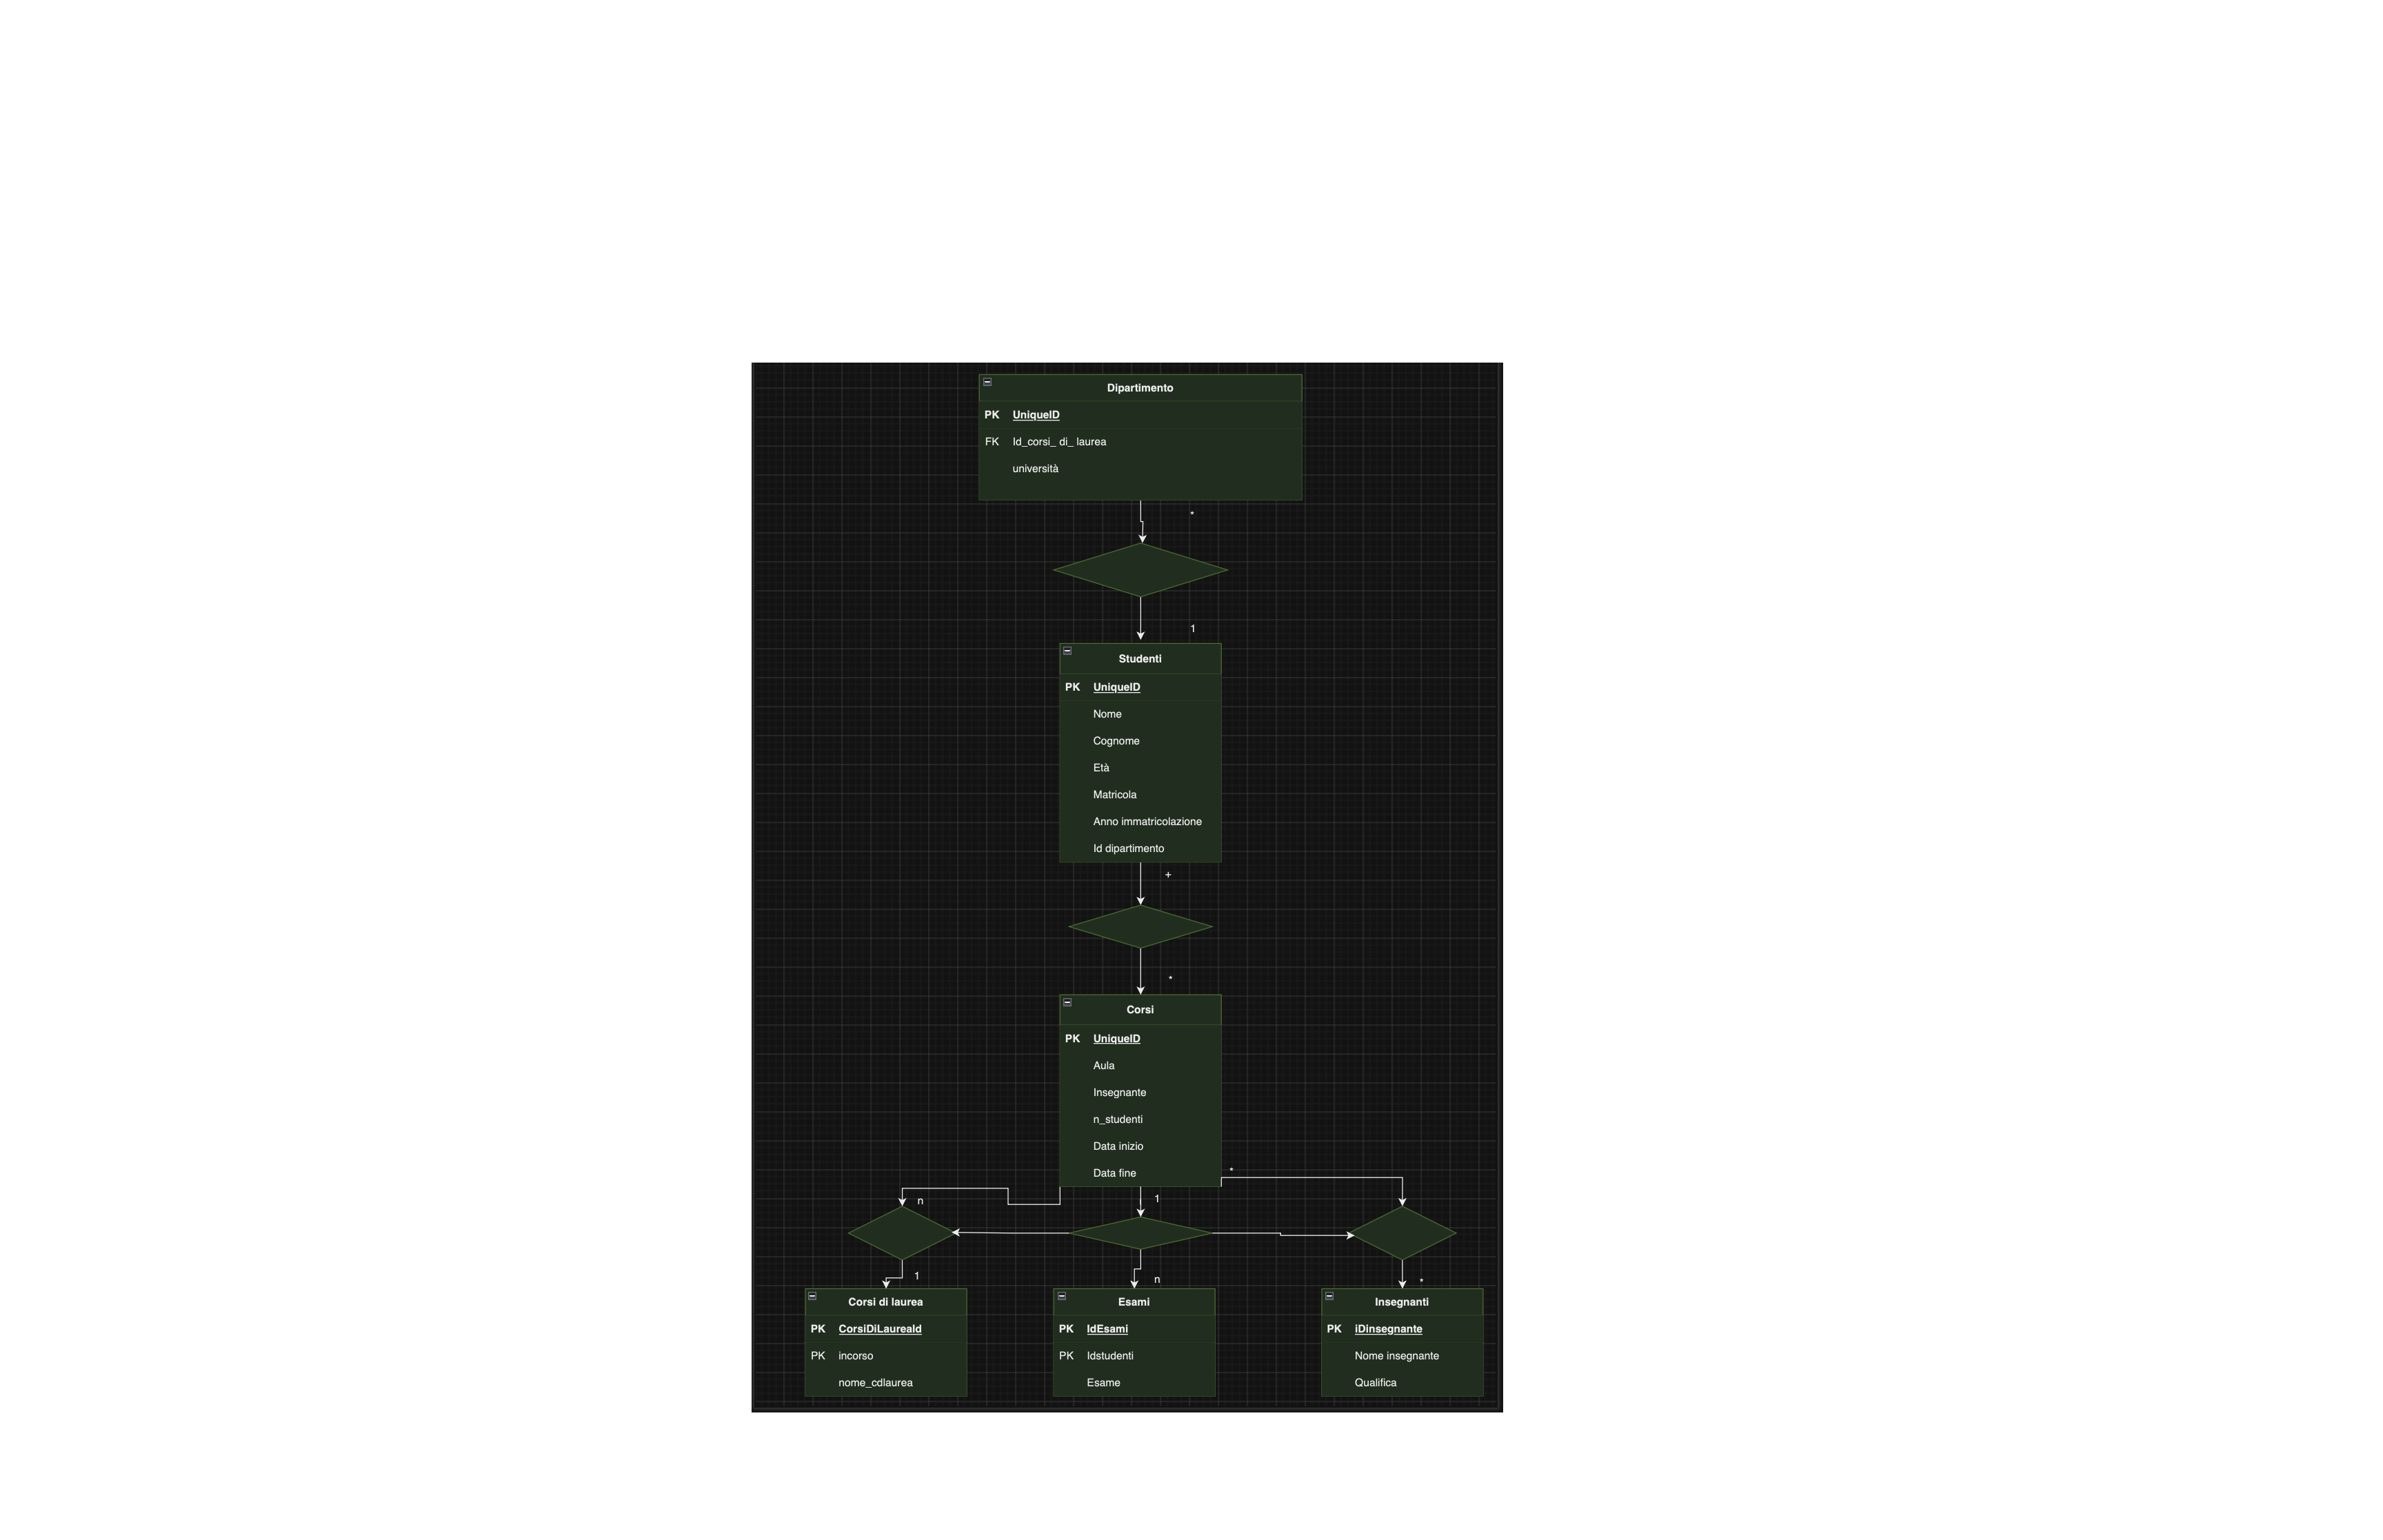 Dipartimento
PK UniqueID
FK Id_corsi_ di_ laurea
università
*
1
Studenti
PK UniqueID
Nome
Cognome
Età
Matricola
Anno immatricolazione
Id dipartimento
+
*
Corsi
PK UniqueID
Aula
Insegnante
n_studenti
Data inizio
Data fine
*
n
1
1
n
*
Corsi di laurea
PK CorsiDiLaureaId
PK incorso
nome_cdlaurea
Esami
PK IdEsami
PK Idstudenti
Esame
Insegnanti
PK iDinsegnante
Nome insegnante
Qualifica